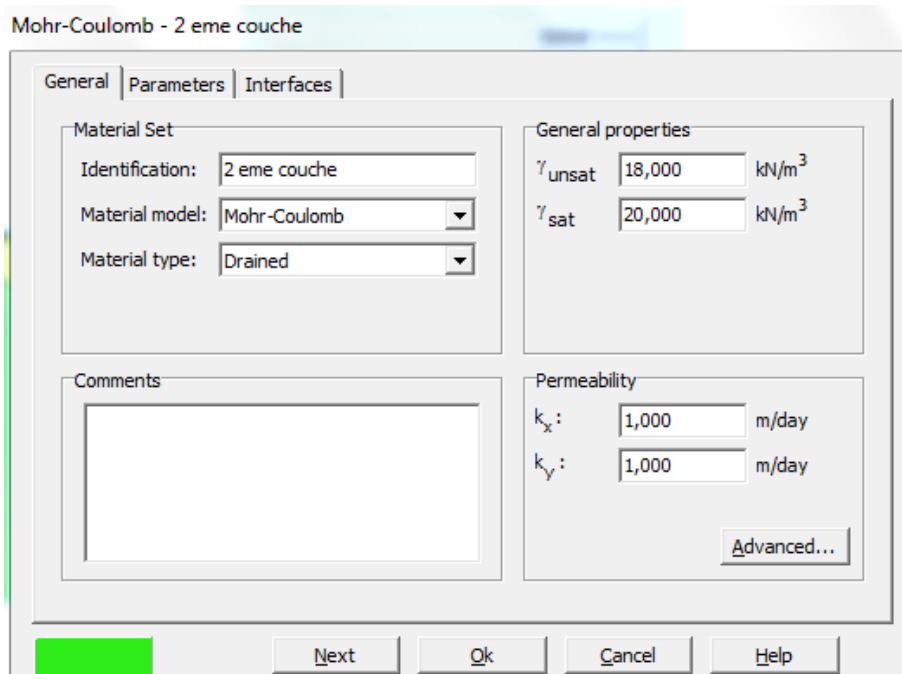 Mohr-Coulomb - 2 eme couche
General Parameters Interfaces
Material Set
Identification: 2 eme couche
Material model: Mohr-Coulomb
Material type: Drained
General properties
γunsat 18,000 kN/m³
γsat 20,000 kN/m³
Comments
Permeability
kx: 1,000 m/day
ky: 1,000 m/day
Advanced...
Next Ok Cancel Help